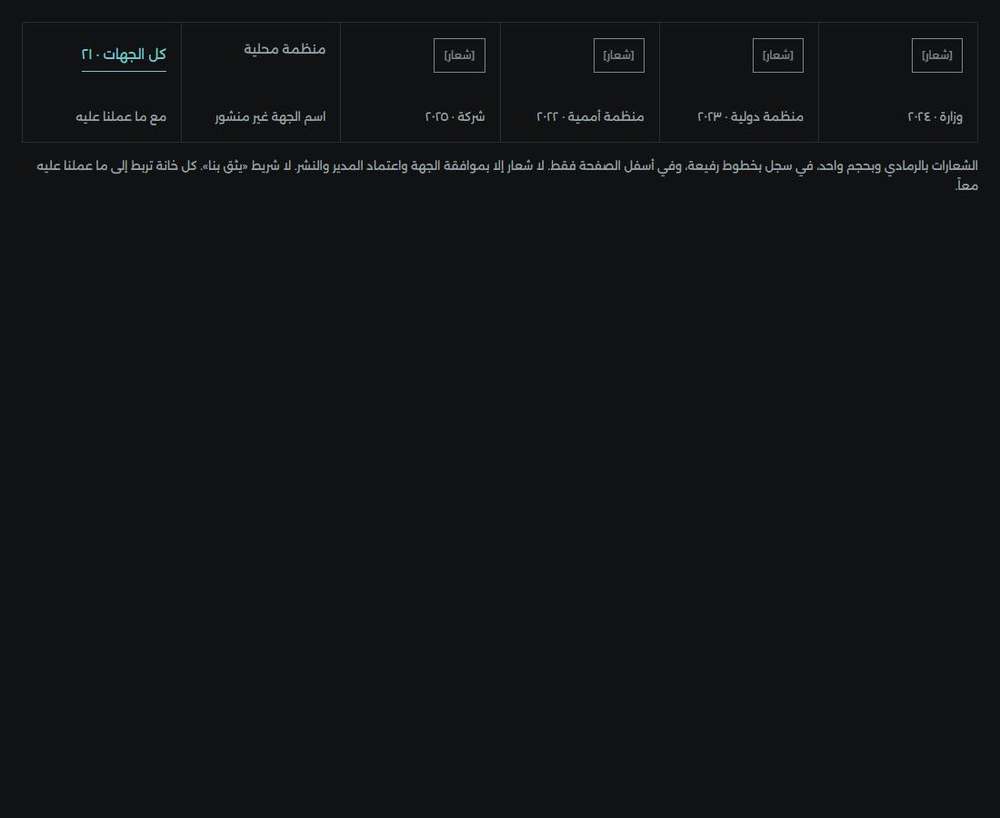 [شعار]
وزارة · ٢٠٢٤
[شعار]
منظمة دولية · ٢٠٢٣
[شعار]
منظمة أممية · ٢٠٢٢
[شعار]
شركة · ٢٠٢٥
منظمة محلية
اسم الجهة غير منشور
كل الجهات · ٢١
مع ما عملنا عليه
الشعارات بالرمادي وبحجم واحد، في سجل بخطوط رفيعة، وفي أسفل الصفحة فقط. لا شعار إلا بموافقة الجهة واعتماد المدير والنشر. لا شريط «يثق بنا». كل خانة تربط إلى ما عملنا عليه
معاً.